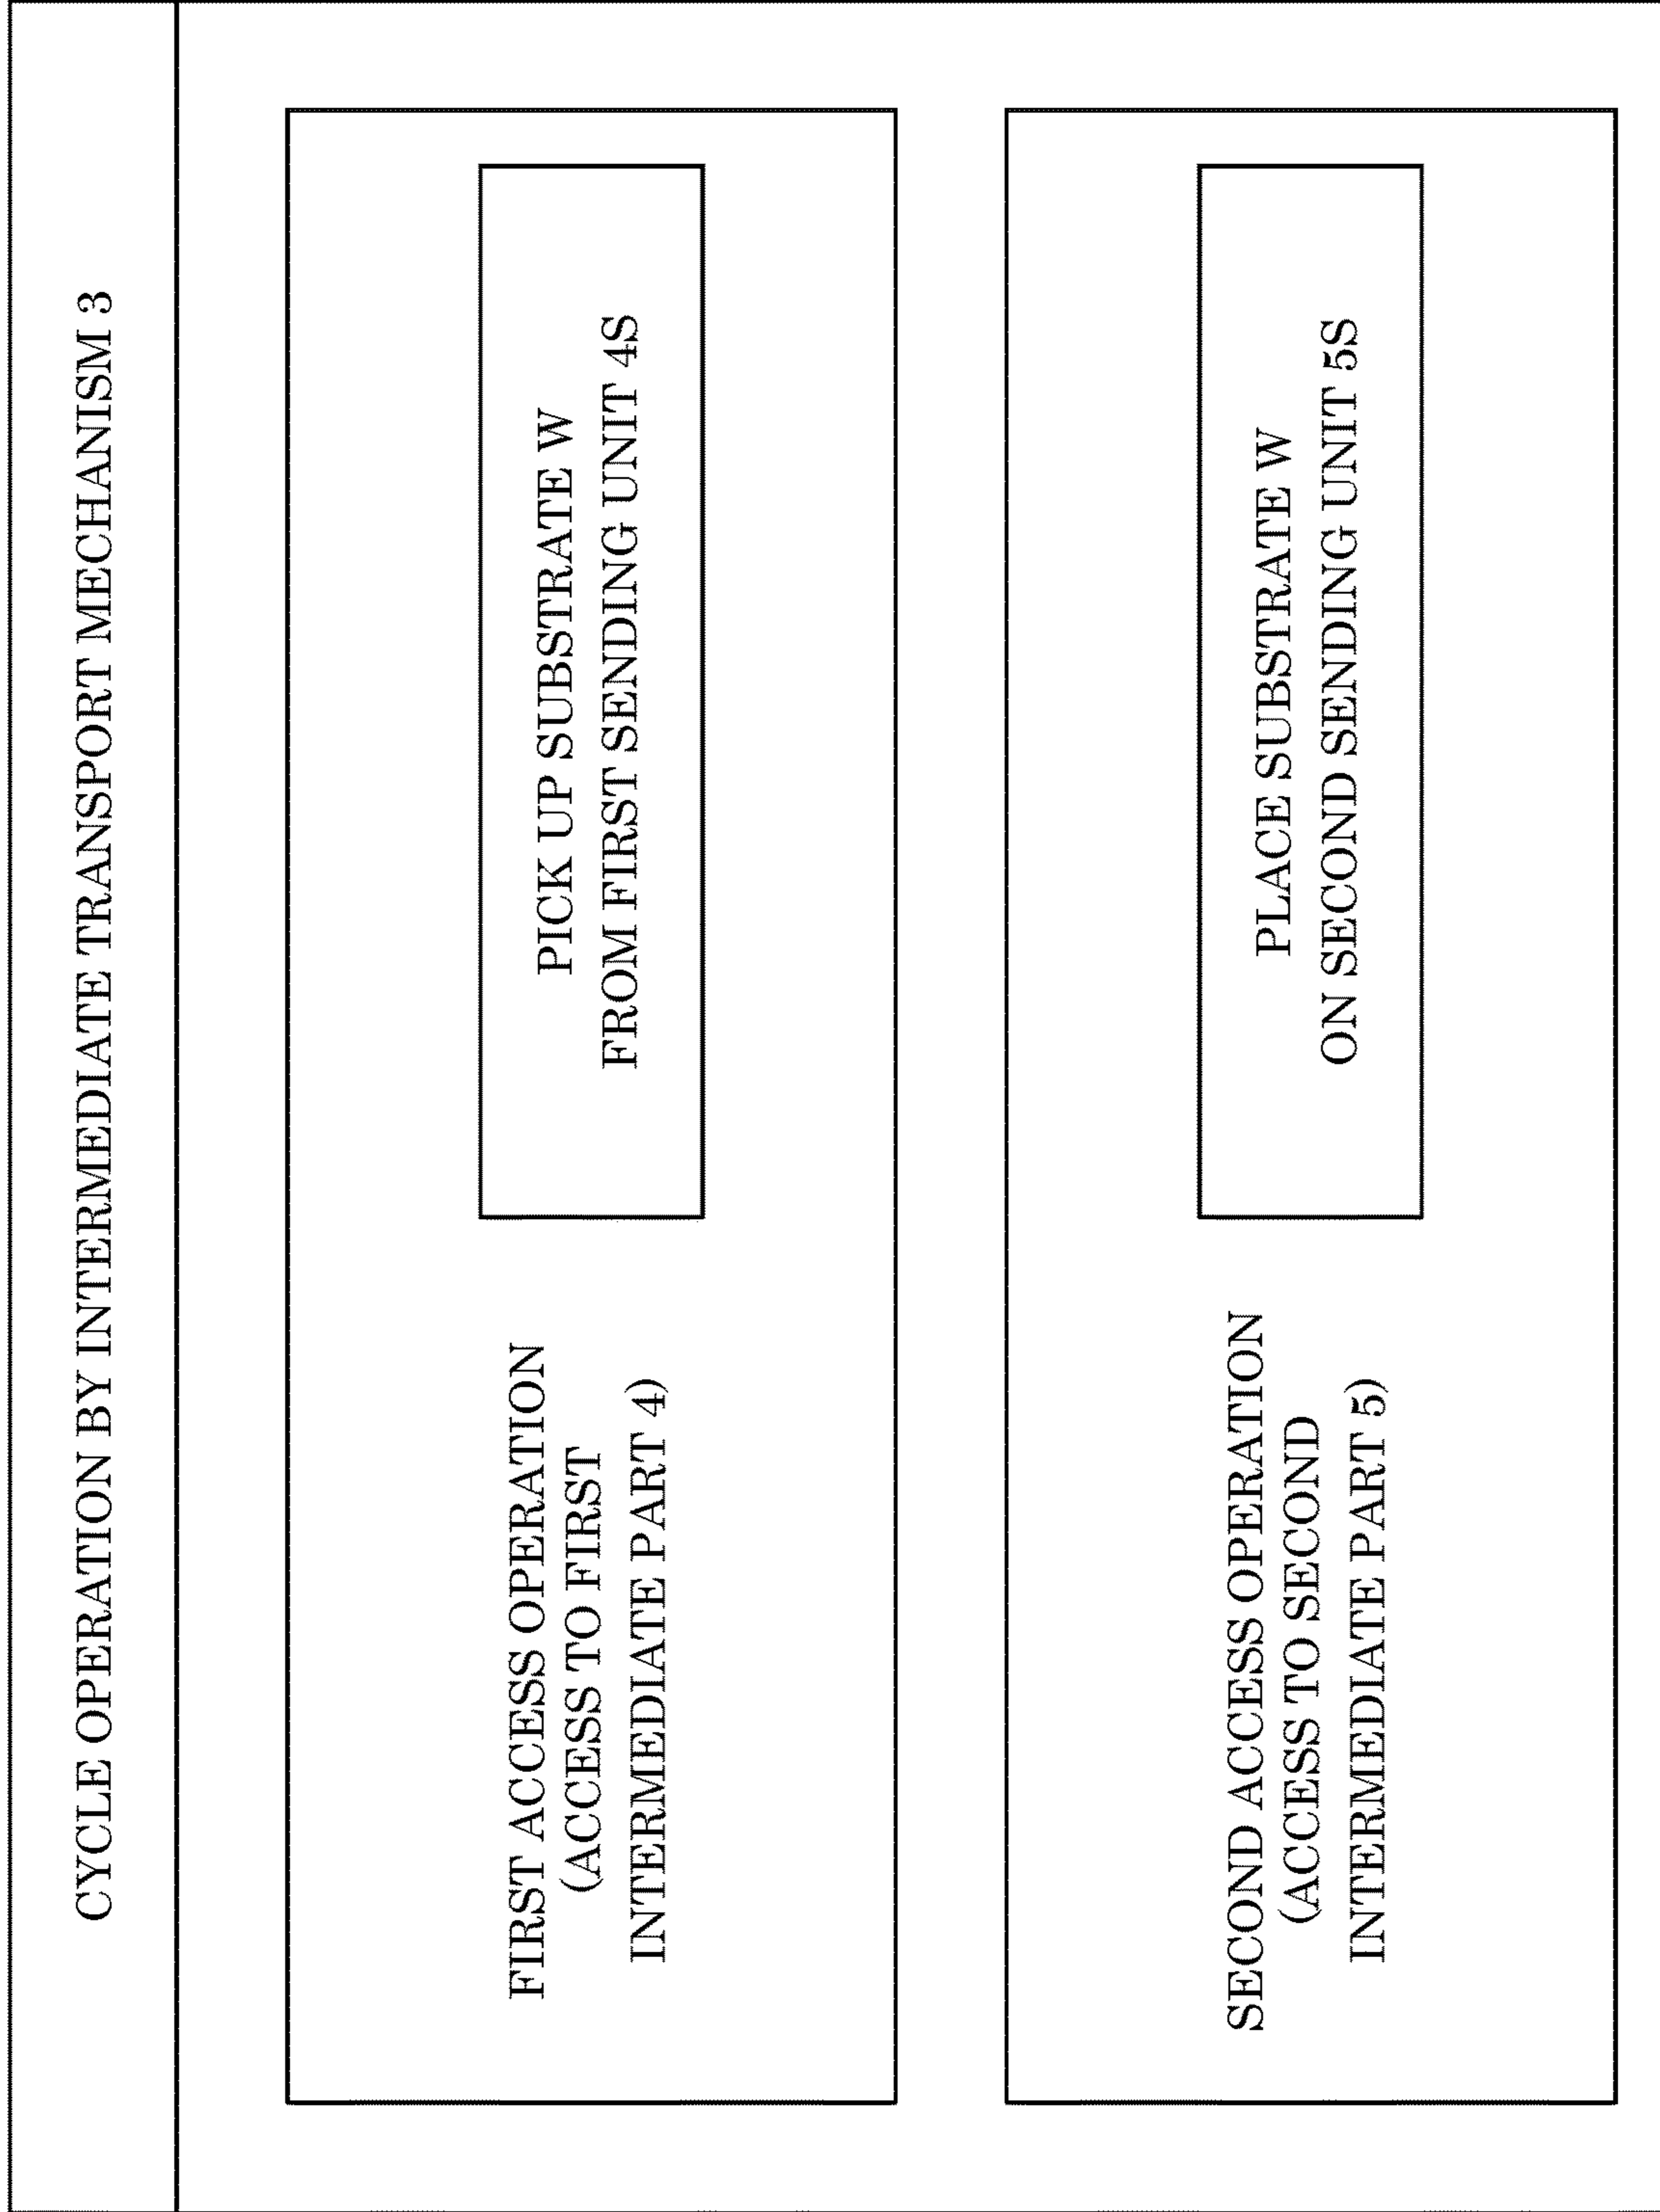 CYCLE OPERATION BY INTERMEDIATE TRANSPORT MECHANISM 3
FIRST ACCESS OPERATION
(ACCESS TO FIRST
INTERMEDIATE PART 4)
PICK UP SUBSTRATE W
FROM FIRST SENDING UNIT 4S
SECOND ACCESS OPERATION
(ACCESS TO SECOND
INTERMEDIATE PART 5)
PLACE SUBSTRATE W
ON SECOND SENDING UNIT 5S